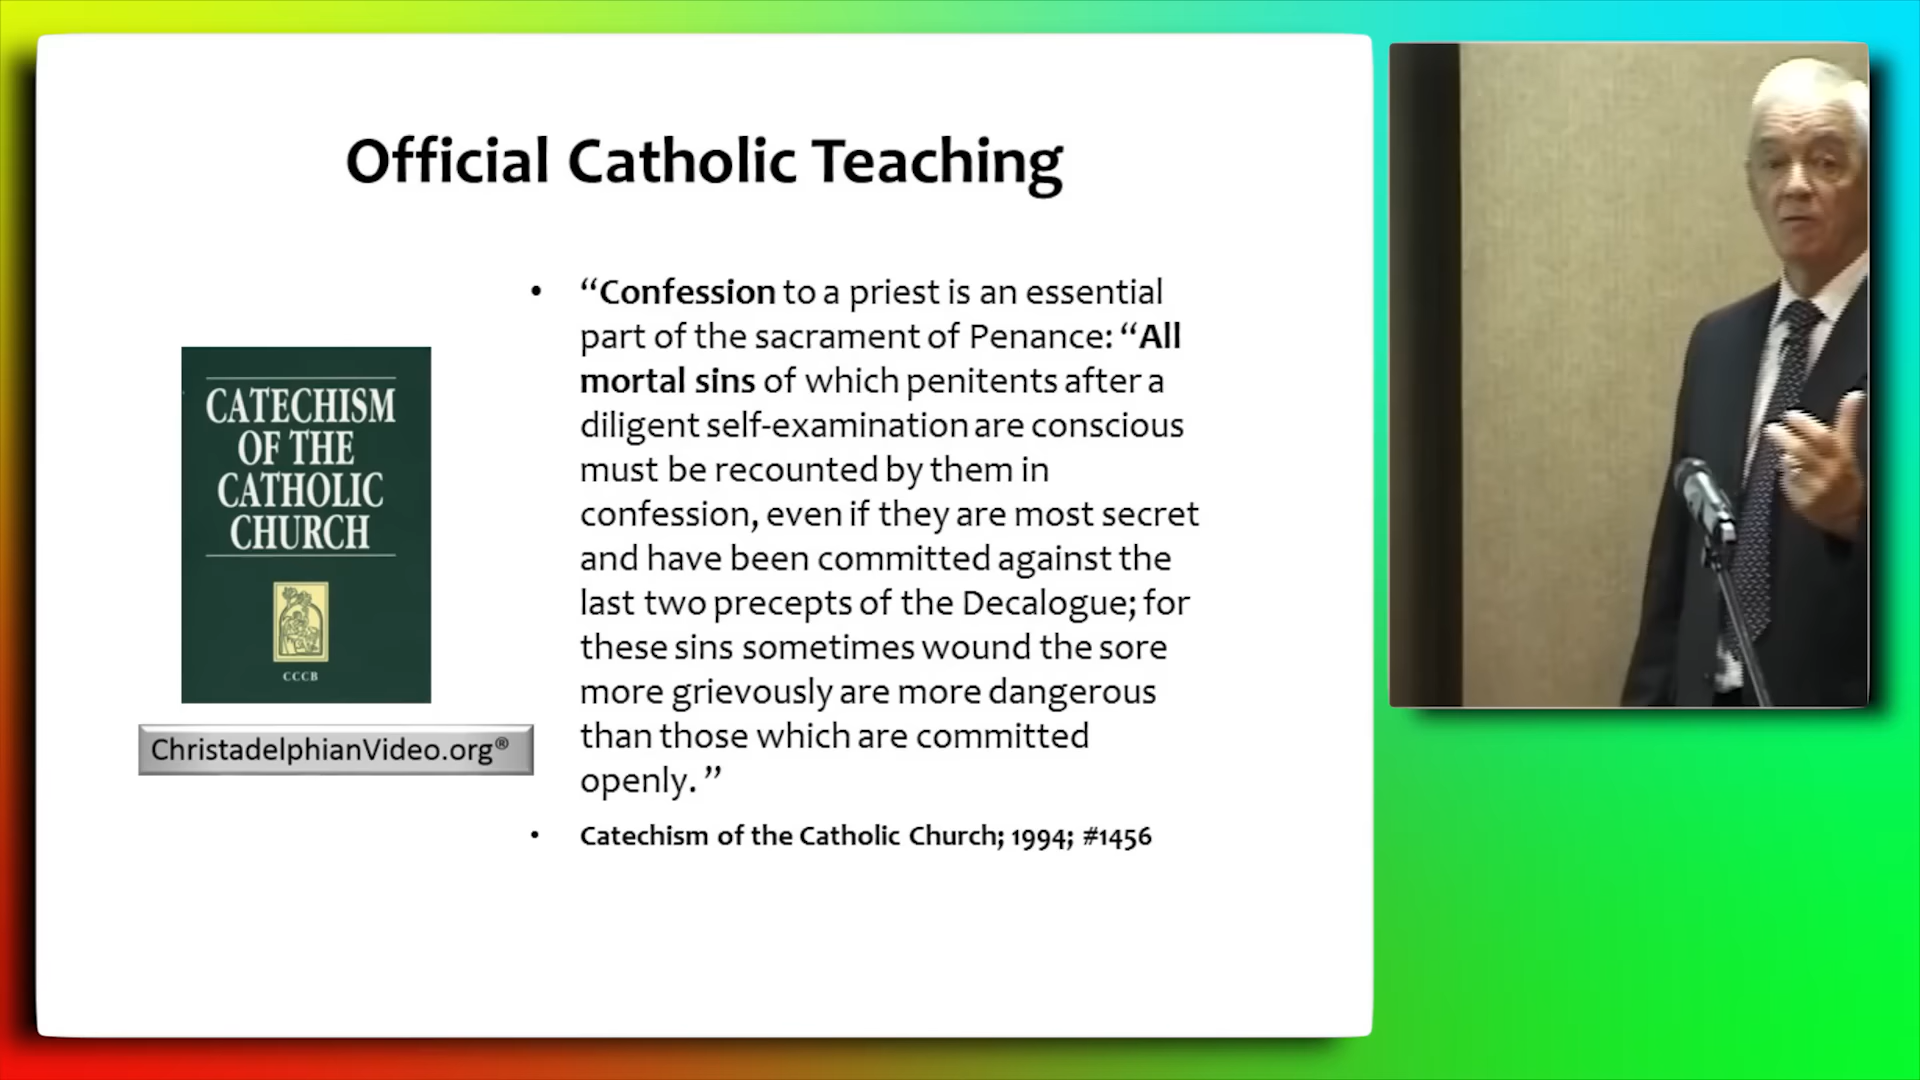 Official Catholic Teaching
CATECHISM
OF THE
CATHOLIC
CHURCH
CCCB
ChristadelphianVideo.org®
• “Confession to a priest is an essential
part of the sacrament of Penance: “All
mortal sins of which penitents after a
diligent self-examination are conscious
must be recounted by them in
confession, even if they are most secret
and have been committed against the
last two precepts of the Decalogue; for
these sins sometimes wound the sore
more grievously are more dangerous
than those which are committed
openly. ”
• Catechism of the Catholic Church; 1994; #1456